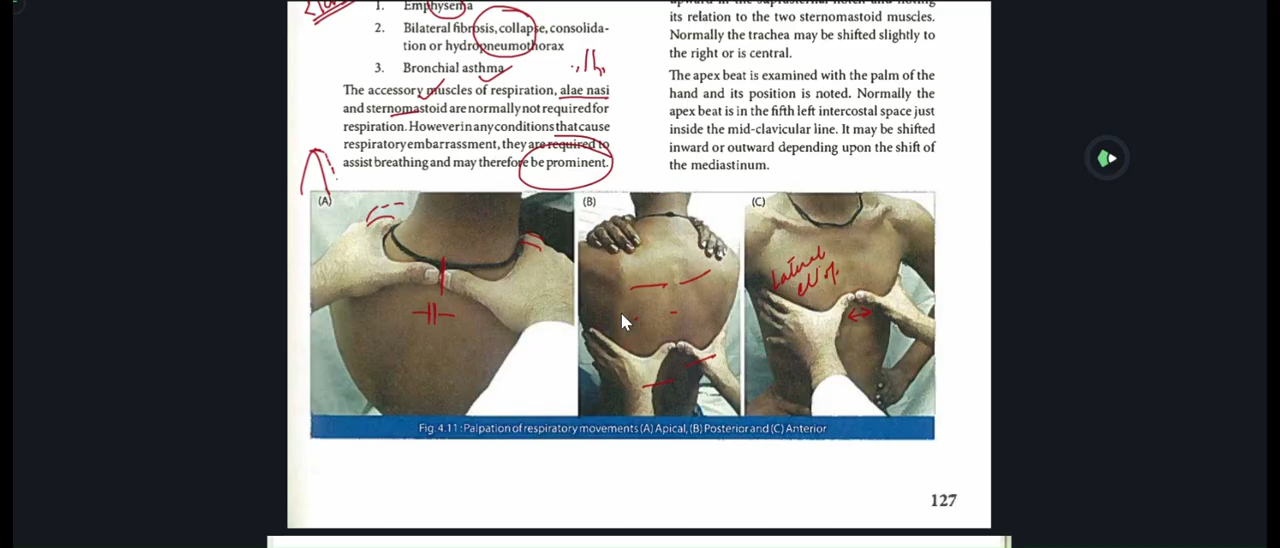 1. Emphysema
2. Bilateral fibrosis, collapse, consolida-
tion or hydropneumothorax
3. Bronchial asthma
The accessory muscles of respiration, alae nasi
and sternomastoid are normally not required for
respiration. However in any conditions that cause
respiratory embarrassment, they are required to
assist breathing and may therefore be prominent.
its relation to the two sternomastoid muscles.
Normally the trachea may be shifted slightly to
the right or is central.
The apex beat is examined with the palm of the
hand and its position is noted. Normally the
apex beat is in the fifth left intercostal space just
inside the mid-clavicular line. It may be shifted
inward or outward depending upon the shift of
the mediastinum.
(A)
(B)
(C)
Lateral
Fig. 4.11 : Palpation of respiratory movements (A) Apical, (B) Posterior and (C) Anterior
127